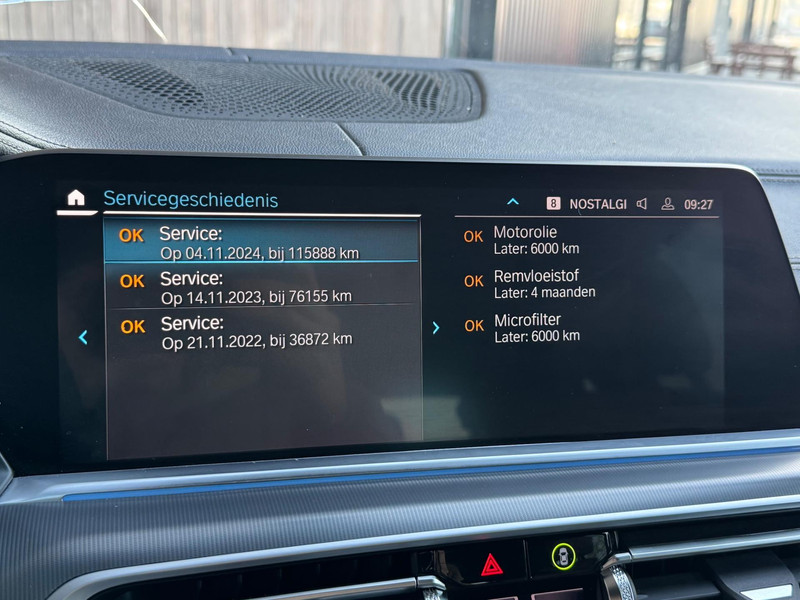 Servicegeschiedenis
8 NOSTALGI 09:27
OK Service:
Op 04.11.2024, bij 115888 km
OK Service:
Op 14.11.2023, bij 76155 km
OK Service:
Op 21.11.2022, bij 36872 km
OK Motorolie
Later: 6000 km
OK Remvloeistof
Later: 4 maanden
OK Microfilter
Later: 6000 km